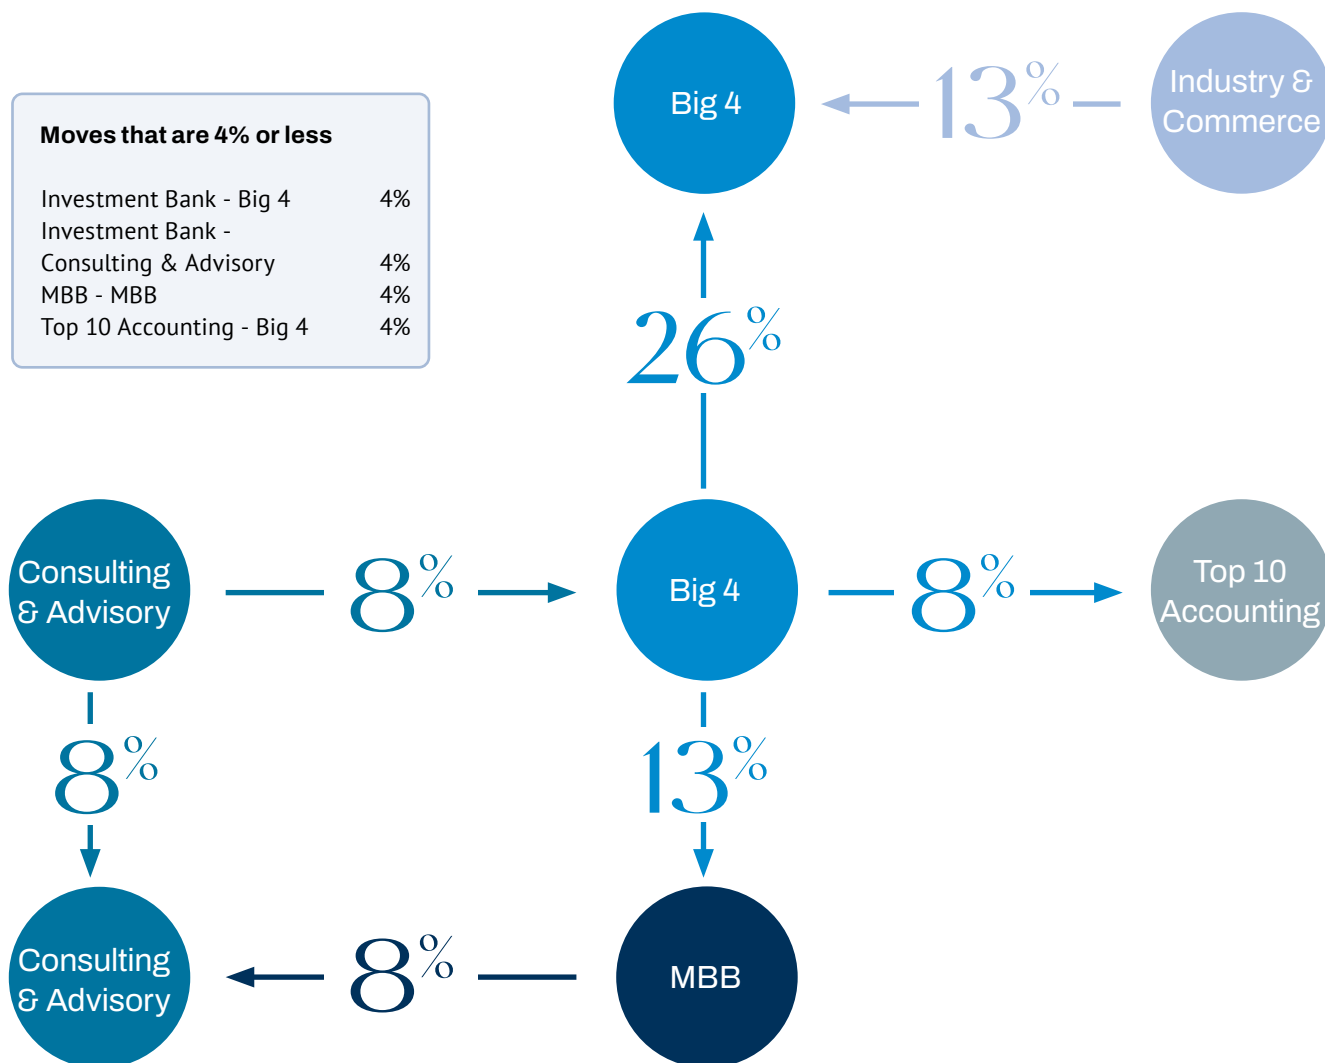 Big 4
13%
Industry &
Commerce
Moves that are 4% or less
Investment Bank - Big 4 4%
Investment Bank -
Consulting & Advisory 4%
MBB - MBB 4%
Top 10 Accounting - Big 4 4%
26%
Consulting
& Advisory
8%
Big 4
8%
Top 10
Accounting
8%
13%
Consulting
& Advisory
8%
MBB